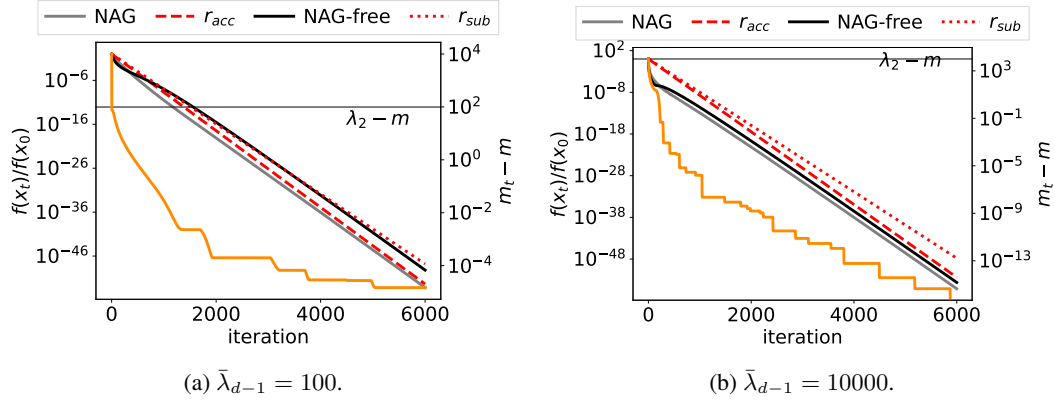 NAG r_acc NAG-free r_sub
10^{-6}
10^{-16}
10^{-26}
10^{-36}
10^{-46}
f(x_t)/f(x_0)
λ_2 − m
10^4
10^2
10^0
10^{-2}
10^{-4}
m_t − m
0 2000 4000 6000
iteration
(a) λ̄_{d−1} = 100.
NAG r_acc NAG-free r_sub
10^2
10^{-8}
10^{-18}
10^{-28}
10^{-38}
10^{-48}
f(x_t)/f(x_0)
λ_2 − m
10^3
10^{-1}
10^{-5}
10^{-9}
10^{-13}
m_t − m
0 2000 4000 6000
iteration
(b) λ̄_{d−1} = 10000.